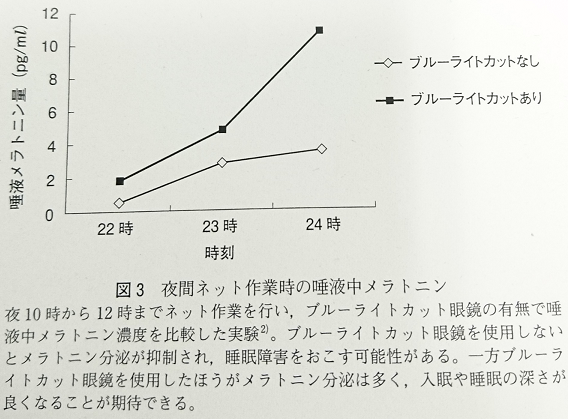 12
10
8
6
4
2
0
唾液メラトニン量 (pg/mℓ)
22時
23時
24時
時刻
ブルーライトカットなし
ブルーライトカットあり
図3 夜間ネット作業時の唾液中メラトニン
夜10時から12時までネット作業を行い，ブルーライトカット眼鏡の有無で唾
液中メラトニン濃度を比較した実験2)。ブルーライトカット眼鏡を使用しない
とメラトニン分泌が抑制され，睡眠障害をおこす可能性がある。一方ブルーラ
イトカット眼鏡を使用したほうがメラトニン分泌は多く，入眠や睡眠の深さが
良くなることが期待できる。